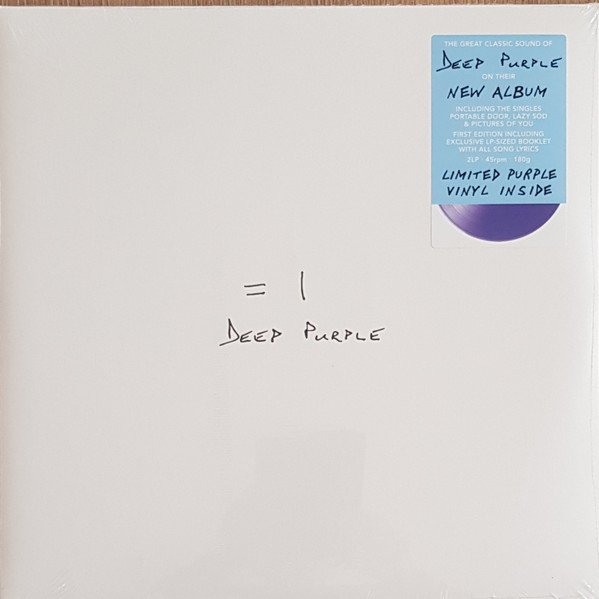 THE GREAT CLASSIC SOUND OF
DEEP PURPLE
ON THEIR
NEW ALBUM
INCLUDING THE SINGLES
PORTABLE DOOR, LAZY SOD
& PICTURES OF YOU
FIRST EDITION INCLUDING
EXCLUSIVE LP-SIZED BOOKLET
WITH ALL SONG LYRICS
2LP · 45rpm · 180g
LIMITED PURPLE
VINYL INSIDE
= 1
DEEP PURPLE